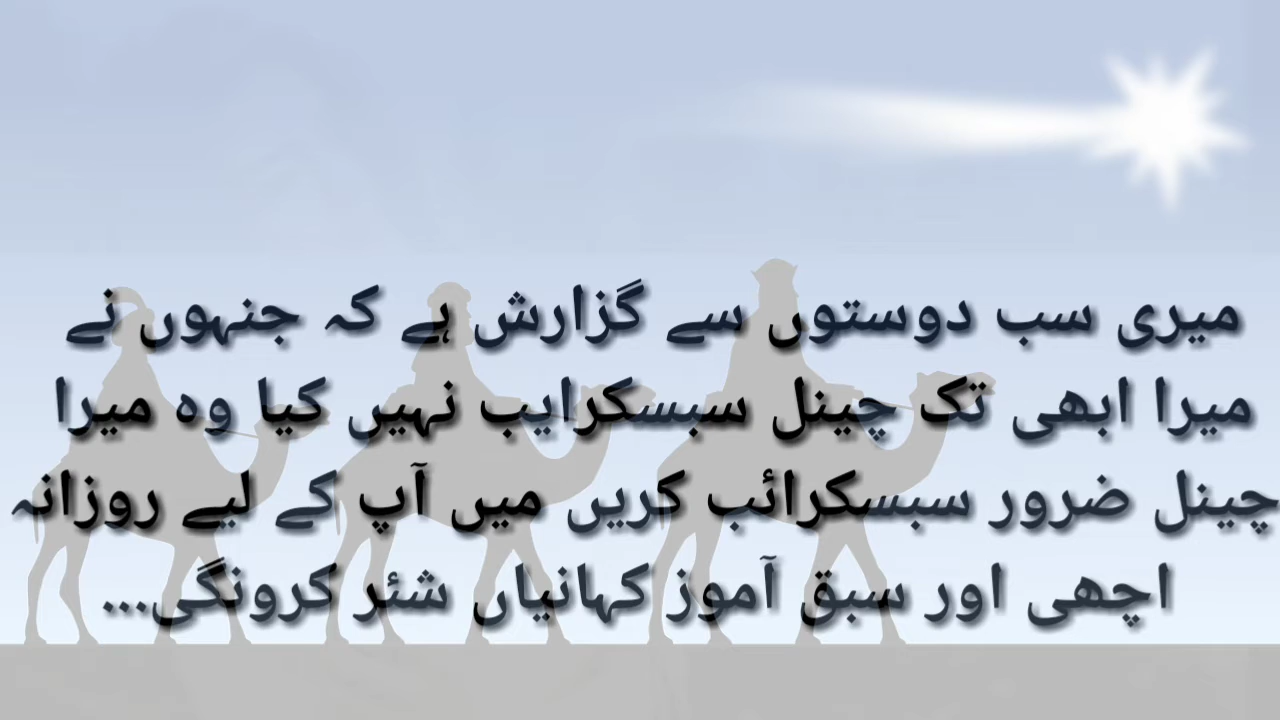 میری سب دوستوں سے گزارش ہے کہ جنہوں نے
میرا ابھی تک چینل سبسکرایب نہیں کیا وہ میرا
چینل ضرور سبسکرائب کریں میں آپ کے لیے روزانہ
اچھی اور سبق آموز کہانیاں شئر کرونگی...